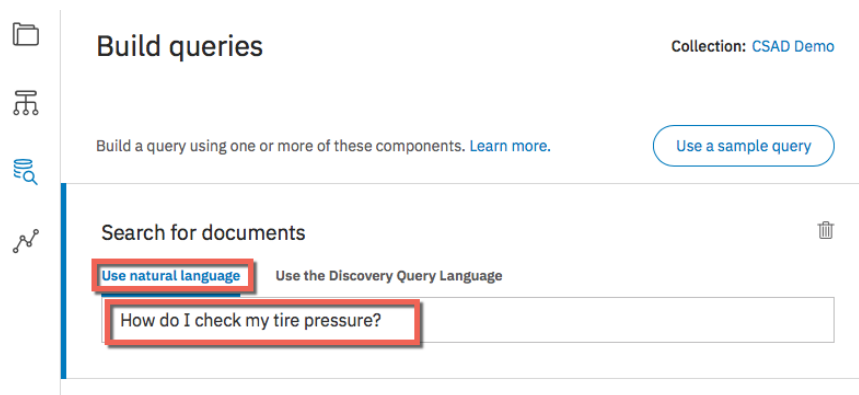 Build queries
Collection: CSAD Demo
Build a query using one or more of these components. Learn more.
Use a sample query
Search for documents
Use natural language
Use the Discovery Query Language
How do I check my tire pressure?